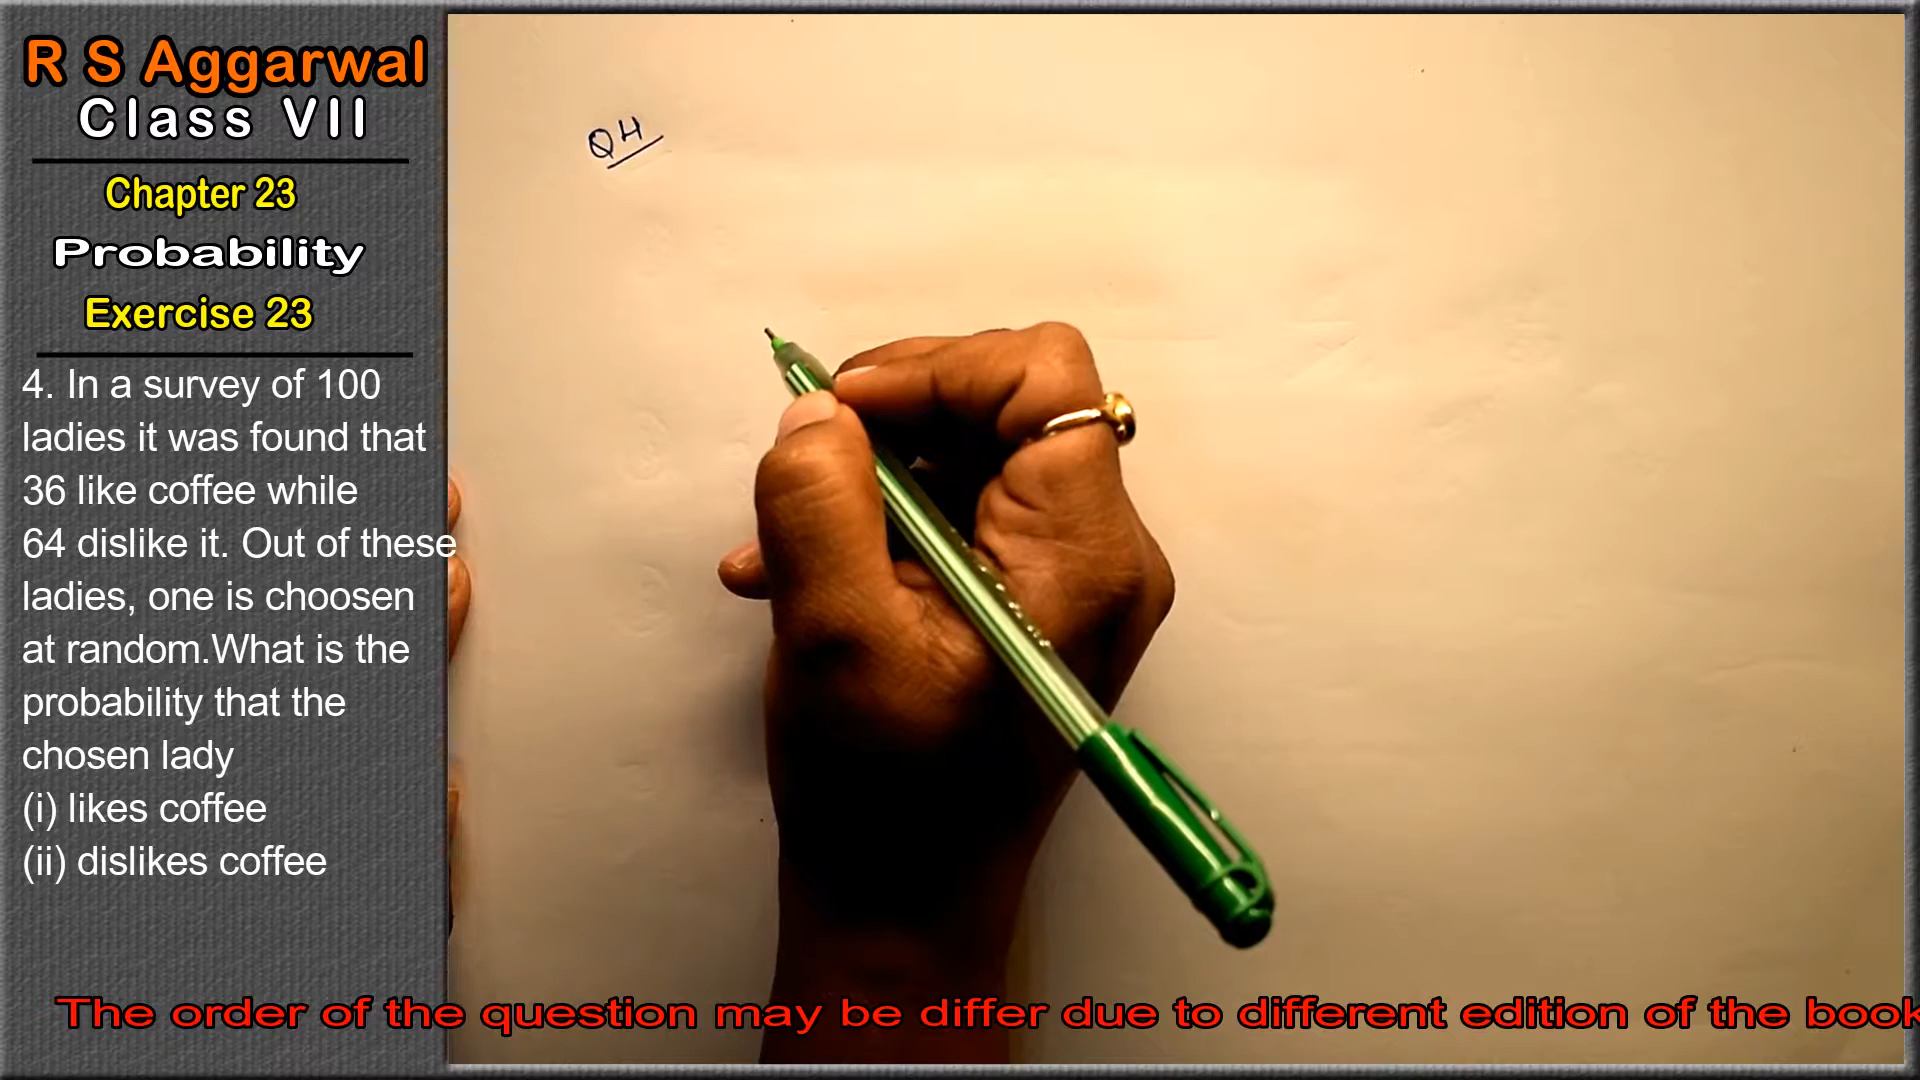 R S Aggarwal
Class VII
Chapter 23
Probability
Exercise 23
4. In a survey of 100
ladies it was found that
36 like coffee while
64 dislike it. Out of these
ladies, one is choosen
at random.What is the
probability that the
chosen lady
(i) likes coffee
(ii) dislikes coffee
Q4
The order of the question may be differ due to different edition of the book